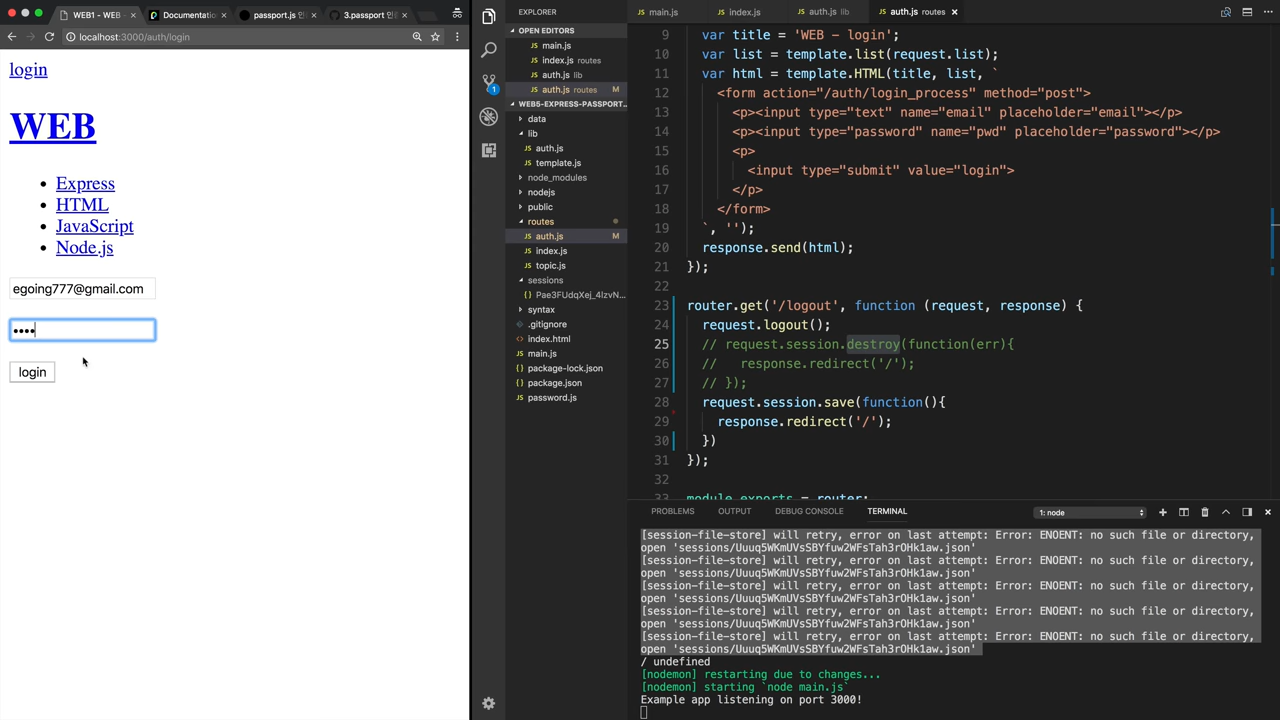 WEB1 - WEB -
Documentation
passport.js 인
3.passport 인
localhost:3000/auth/login
login
WEB
Express
HTML
JavaScript
Node.js
egoing777@gmail.com
••••
login
EXPLORER
OPEN EDITORS
main.js
index.js routes
auth.js lib
auth.js routes M
WEB5-EXPRESS-PASSPORT...
data
lib
auth.js
template.js
node_modules
nodejs
public
routes
auth.js M
index.js
topic.js
sessions
Pae3FUdqXej_4lzvN...
syntax
.gitignore
index.html
main.js
package-lock.json
package.json
password.js
1
main.js
index.js
auth.js lib
auth.js routes
9 var title = 'WEB - login';
10 var list = template.list(request.list);
11 var html = template.HTML(title, list, `
12 <form action="/auth/login_process" method="post">
13 <p><input type="text" name="email" placeholder="email"></p>
14 <p><input type="password" name="pwd" placeholder="password"></p>
15 <p>
16 <input type="submit" value="login">
17 </p>
18 </form>
19 `, '');
20 response.send(html);
21 });
22
23 router.get('/logout', function (request, response) {
24 request.logout();
25 // request.session.destroy(function(err){
26 // response.redirect('/');
27 // });
28 request.session.save(function(){
29 response.redirect('/');
30 })
31 });
32
33 module.exports = router;
PROBLEMS OUTPUT DEBUG CONSOLE TERMINAL 1: node
[session-file-store] will retry, error on last attempt: Error: ENOENT: no such file or directory,
open 'sessions/Uuuq5WKmUVsSBYfuw2WFsTah3rOHk1aw.json'
[session-file-store] will retry, error on last attempt: Error: ENOENT: no such file or directory,
open 'sessions/Uuuq5WKmUVsSBYfuw2WFsTah3rOHk1aw.json'
[session-file-store] will retry, error on last attempt: Error: ENOENT: no such file or directory,
open 'sessions/Uuuq5WKmUVsSBYfuw2WFsTah3rOHk1aw.json'
[session-file-store] will retry, error on last attempt: Error: ENOENT: no such file or directory,
open 'sessions/Uuuq5WKmUVsSBYfuw2WFsTah3rOHk1aw.json'
[session-file-store] will retry, error on last attempt: Error: ENOENT: no such file or directory,
open 'sessions/Uuuq5WKmUVsSBYfuw2WFsTah3rOHk1aw.json'
/ undefined
[nodemon] restarting due to changes...
[nodemon] starting `node main.js`
Example app listening on port 3000!